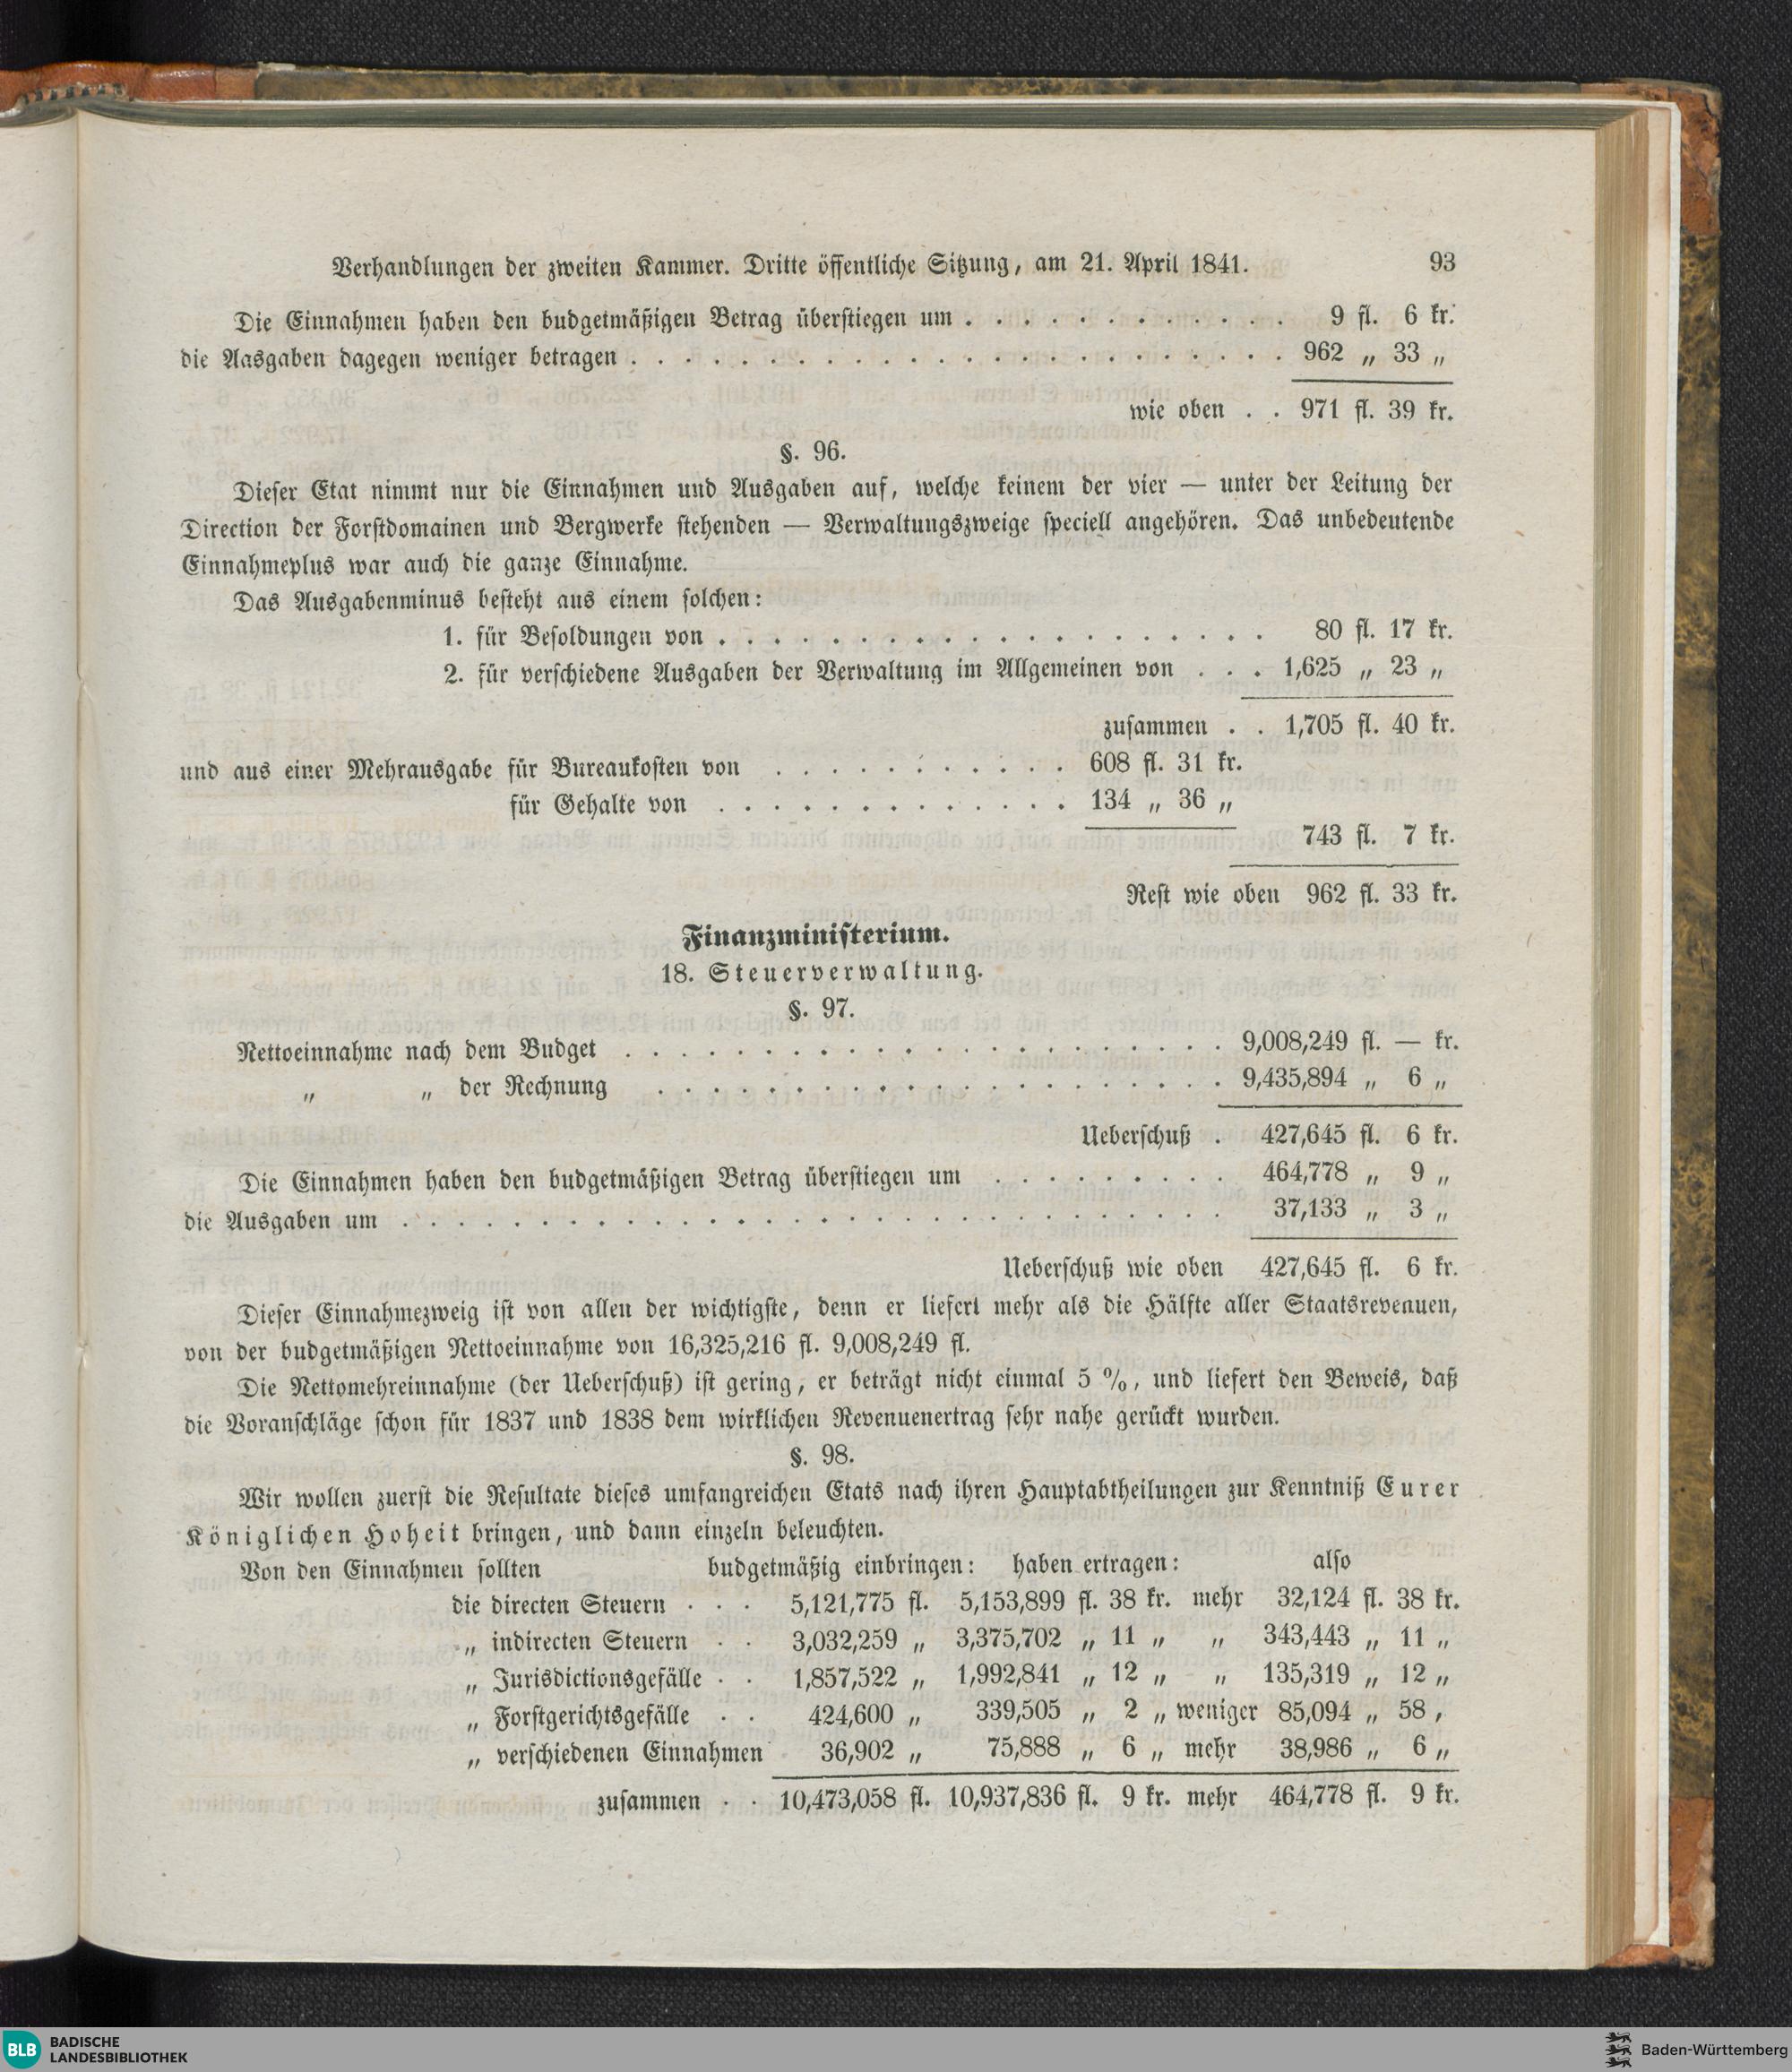 Verhandlungen der zweiten Kammer. Dritte öffentliche Sitzung, am 21. April 1841. 93
Die Einnahmen haben den budgetmäßigen Betrag überstiegen um . . . . . . . . . . . . 9 fl. 6 kr.
die Aasgaben dagegen weniger betragen . . . . . . . . . . . . . . . . . . . . . . . . 962 „ 33 „
wie oben . . 971 fl. 39 kr.
§. 96.
Dieser Etat nimmt nur die Einnahmen und Ausgaben auf, welche keinem der vier — unter der Leitung der
Direction der Forstdomainen und Bergwerke stehenden — Verwaltungszweige speciell angehören. Das unbedeutende
Einnahmeplus war auch die ganze Einnahme.
Das Ausgabenminus besteht aus einem solchen:
1. für Besoldungen von . . . . . . . . . . . . . . . . . . . . 80 fl. 17 kr.
2. für verschiedene Ausgaben der Verwaltung im Allgemeinen von . . . 1,625 „ 23 „
zusammen . . 1,705 fl. 40 kr.
und aus einer Mehrausgabe für Bureaukosten von . . . . . . . . . . . 608 fl. 31 kr.
für Gehalte von . . . . . . . . . . . . . 134 „ 36 „
743 fl. 7 kr.
Rest wie oben 962 fl. 33 kr.
Finanzministerium.
18. Steuerverwaltung.
§. 97.
Nettoeinnahme nach dem Budget . . . . . . . . . . . . . . . . . . . . . . 9,008,249 fl. — kr.
„ „ der Rechnung . . . . . . . . . . . . . . . . . . . . . 9,435,894 „ 6 „
Ueberschuß . 427,645 fl. 6 kr.
Die Einnahmen haben den budgetmäßigen Betrag überstiegen um . . . . . . . . . 464,778 „ 9 „
die Ausgaben um . . . . . . . . . . . . . . . . . . . . . . . . . . . . . . 37,133 „ 3 „
Ueberschuß wie oben 427,645 fl. 6 kr.
Dieser Einnahmezweig ist von allen der wichtigste, denn er liefert mehr als die Hälfte aller Staatsrevenuen,
von der budgetmäßigen Nettoeinnahme von 16,325,216 fl. 9,008,249 fl.
Die Nettomehreinnahme (der Ueberschuß) ist gering, er beträgt nicht einmal 5 %, und liefert den Beweis, daß
die Voranschläge schon für 1837 und 1838 dem wirklichen Revenuenertrag sehr nahe gerückt wurden.
§. 98.
Wir wollen zuerst die Resultate dieses umfangreichen Etats nach ihren Hauptabtheilungen zur Kenntniß Eurer
Königlichen Hoheit bringen, und dann einzeln beleuchten.
Von den Einnahmen sollten budgetmäßig einbringen: haben ertragen: also
die directen Steuern . . . 5,121,775 fl. 5,153,899 fl. 38 kr. mehr 32,124 fl. 38 kr.
„ indirecten Steuern . . 3,032,259 „ 3,375,702 „ 11 „ „ 343,443 „ 11 „
„ Jurisdictionsgefälle . . 1,857,522 „ 1,992,841 „ 12 „ „ 135,319 „ 12 „
„ Forstgerichtsgefälle . . 424,600 „ 339,505 „ 2 „ weniger 85,094 „ 58 „
„ verschiedenen Einnahmen 36,902 „ 75,888 „ 6 „ mehr 38,986 „ 6 „
zusammen . . 10,473,058 fl. 10,937,836 fl. 9 kr. mehr 464,778 fl. 9 kr.
BLB BADISCHE
LANDESBIBLIOTHEK
Baden-Württemberg